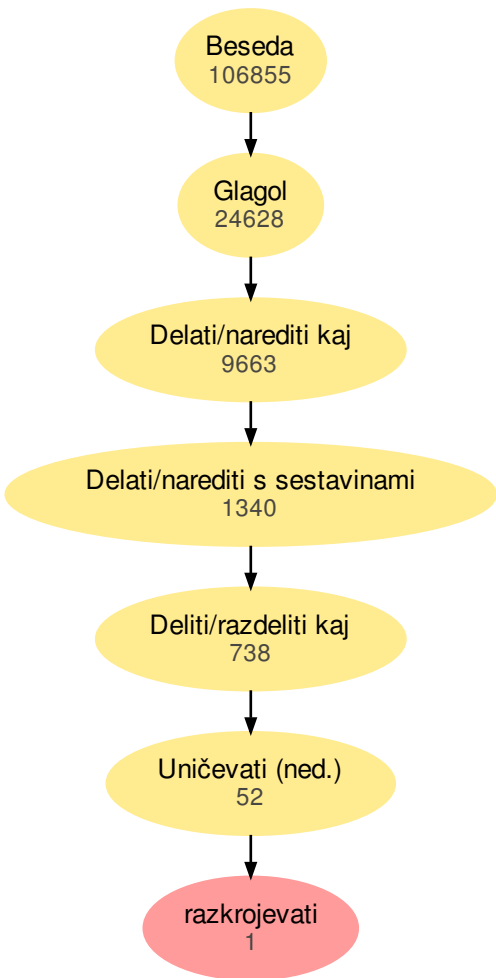 Beseda
106855
Glagol
24628
Delati/narediti kaj
9663
Delati/narediti s sestavinami
1340
Deliti/razdeliti kaj
738
Uničevati (ned.)
52
razkrojevati
1